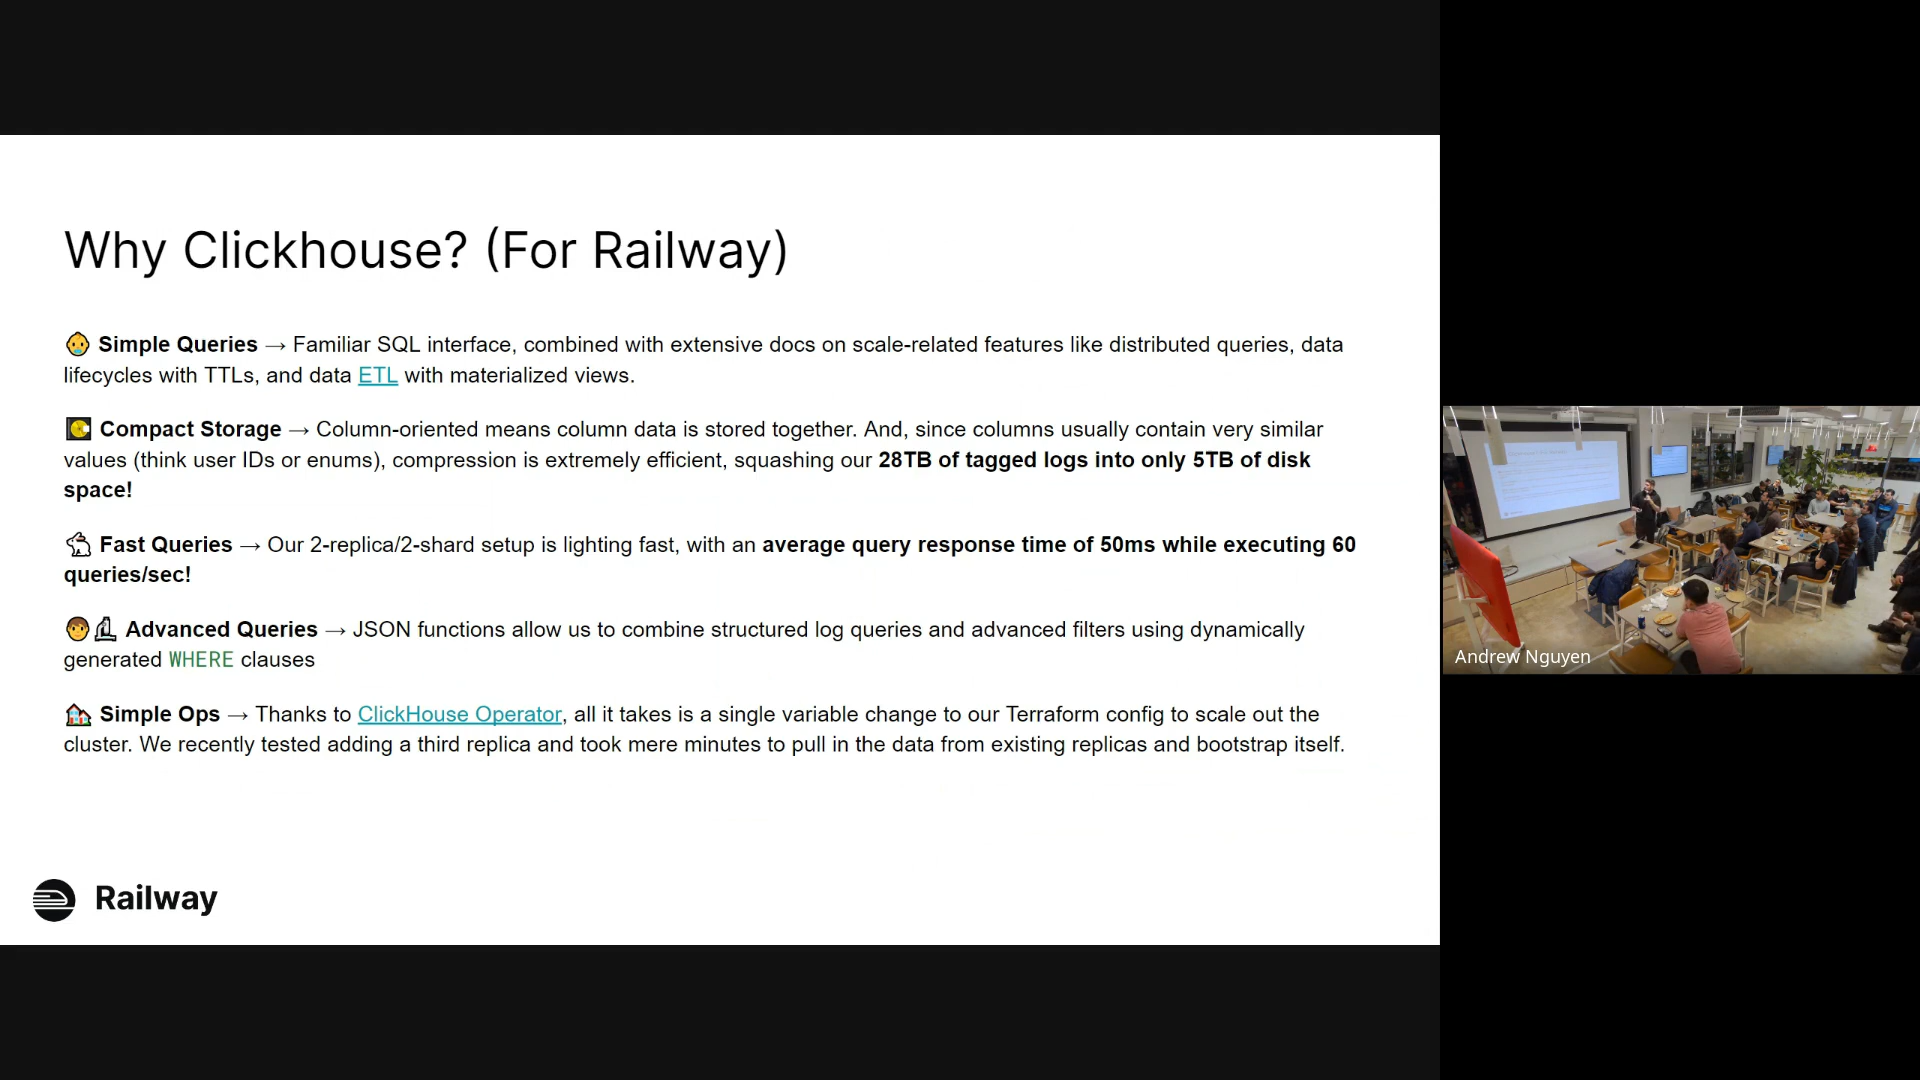 Why Clickhouse? (For Railway)
👶 Simple Queries → Familiar SQL interface, combined with extensive docs on scale-related features like distributed queries, data
lifecycles with TTLs, and data ETL with materialized views.
💽 Compact Storage → Column-oriented means column data is stored together. And, since columns usually contain very similar
values (think user IDs or enums), compression is extremely efficient, squashing our 28TB of tagged logs into only 5TB of disk
space!
🐇 Fast Queries → Our 2-replica/2-shard setup is lighting fast, with an average query response time of 50ms while executing 60
queries/sec!
Advanced Queries → JSON functions allow us to combine structured log queries and advanced filters using dynamically
generated WHERE clauses
🏡 Simple Ops → Thanks to ClickHouse Operator, all it takes is a single variable change to our Terraform config to scale out the
cluster. We recently tested adding a third replica and took mere minutes to pull in the data from existing replicas and bootstrap itself.
Railway
Andrew Nguyen